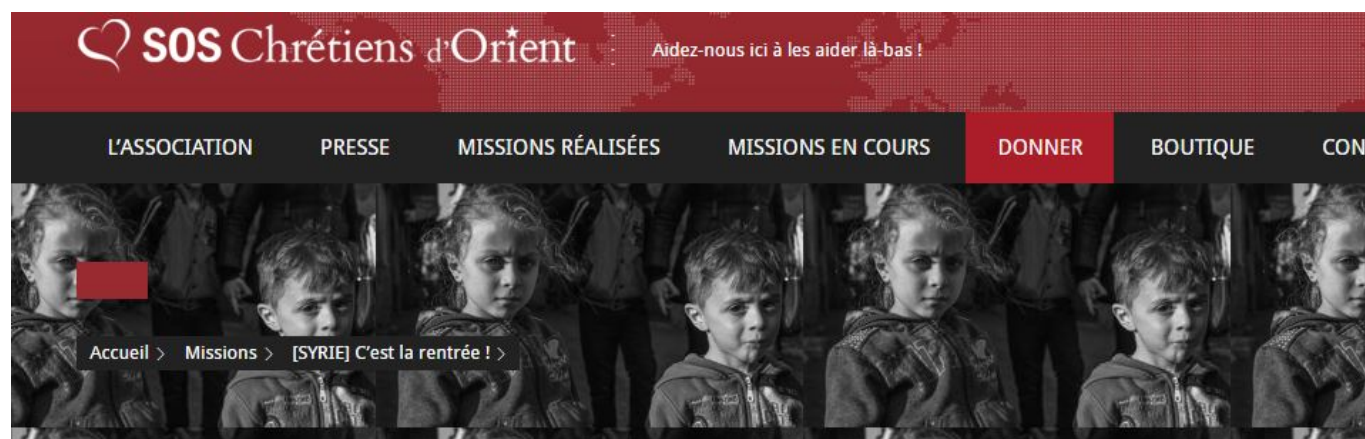 SOS Chrétiens d'Orient
Aidez-nous ici à les aider là-bas !
L'ASSOCIATION PRESSE MISSIONS RÉALISÉES MISSIONS EN COURS DONNER BOUTIQUE CON
Accueil > Missions > [SYRIE] C'est la rentrée ! >